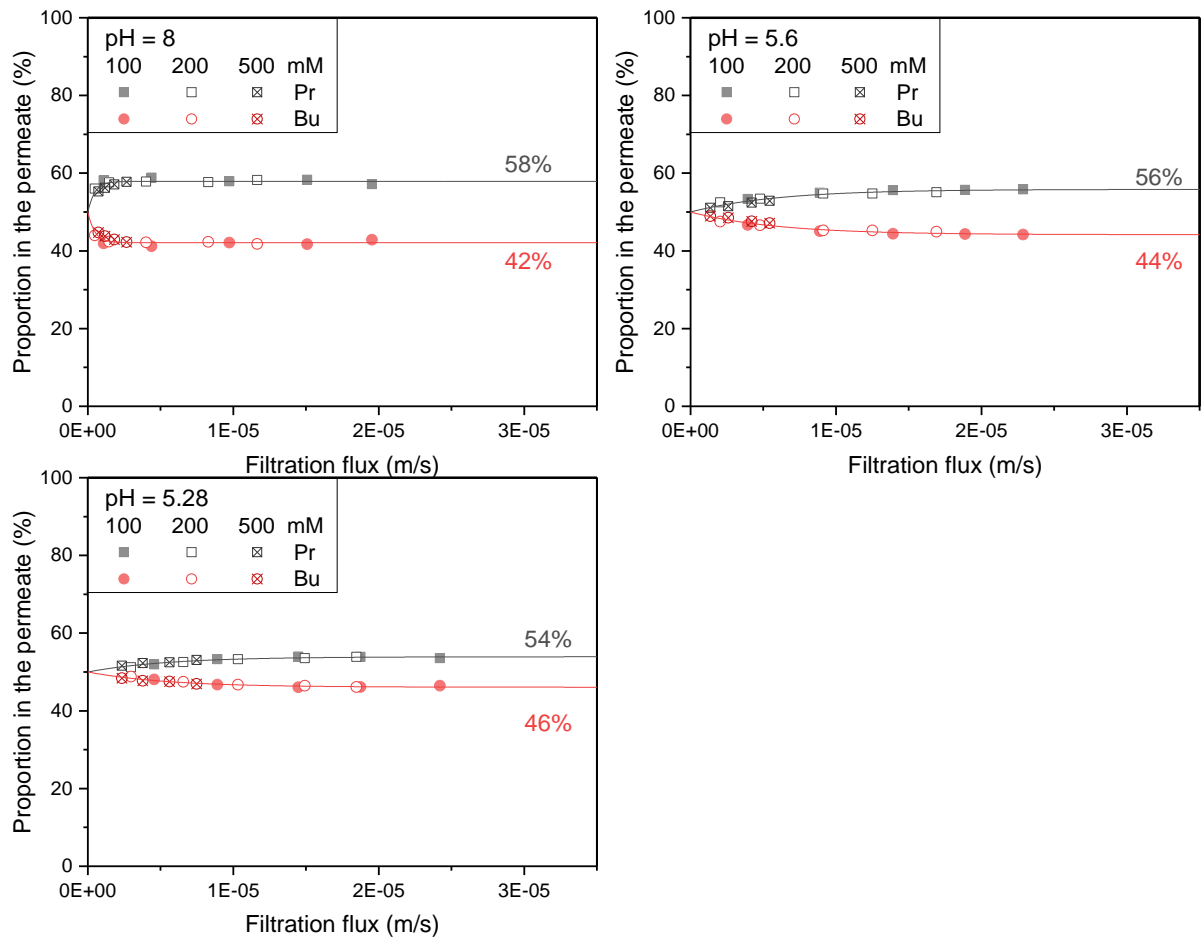 pH = 8
100 200 500 mM
Pr
Bu
58%
42%
Proportion in the permeate (%)
100
80
60
40
20
0
0E+00 1E-05 2E-05 3E-05
Filtration flux (m/s)
pH = 5.6
100 200 500 mM
Pr
Bu
56%
44%
Proportion in the permeate (%)
100
80
60
40
20
0
0E+00 1E-05 2E-05 3E-05
Filtration flux (m/s)
pH = 5.28
100 200 500 mM
Pr
Bu
54%
46%
Proportion in the permeate (%)
100
80
60
40
20
0
0E+00 1E-05 2E-05 3E-05
Filtration flux (m/s)